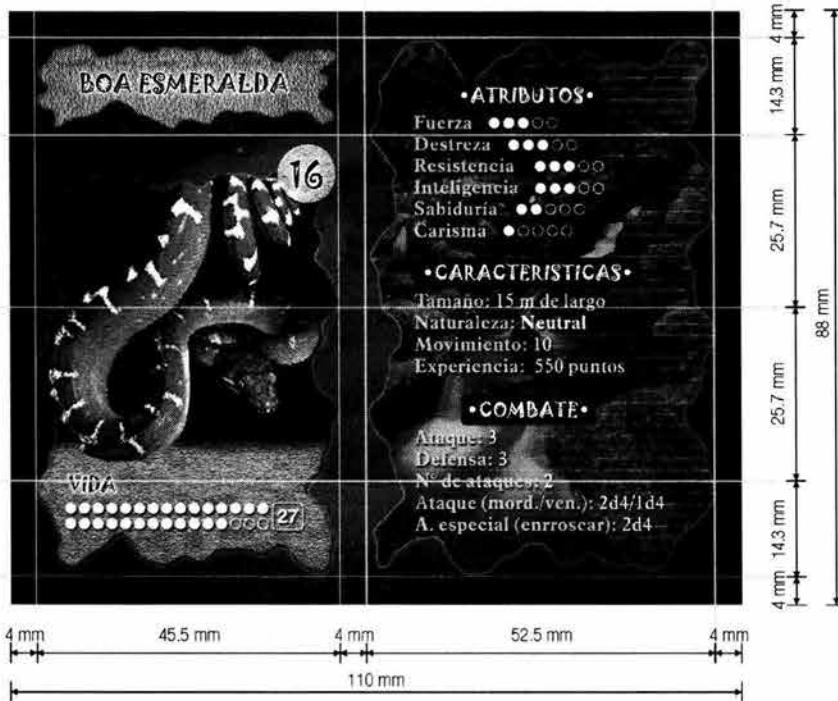 BOA ESMERALDA
16
VIDA
27
•ATRIBUTOS•
Fuerza
Destreza
Resistencia
Inteligencia
Sabiduría
Carisma
•CARACTERISTICAS•
Tamaño: 15 m de largo
Naturaleza: Neutral
Movimiento: 10
Experiencia: 550 puntos
•COMBATE•
Ataque: 3
Defensa: 3
Nº de ataques: 2
Ataque (mord./ven.): 2d4/1d4
A. especial (enrroscar): 2d4
4 mm
14.3 mm
25.7 mm
25.7 mm
14.3 mm
4 mm
88 mm
4 mm 45.5 mm 4 mm 52.5 mm 4 mm
110 mm